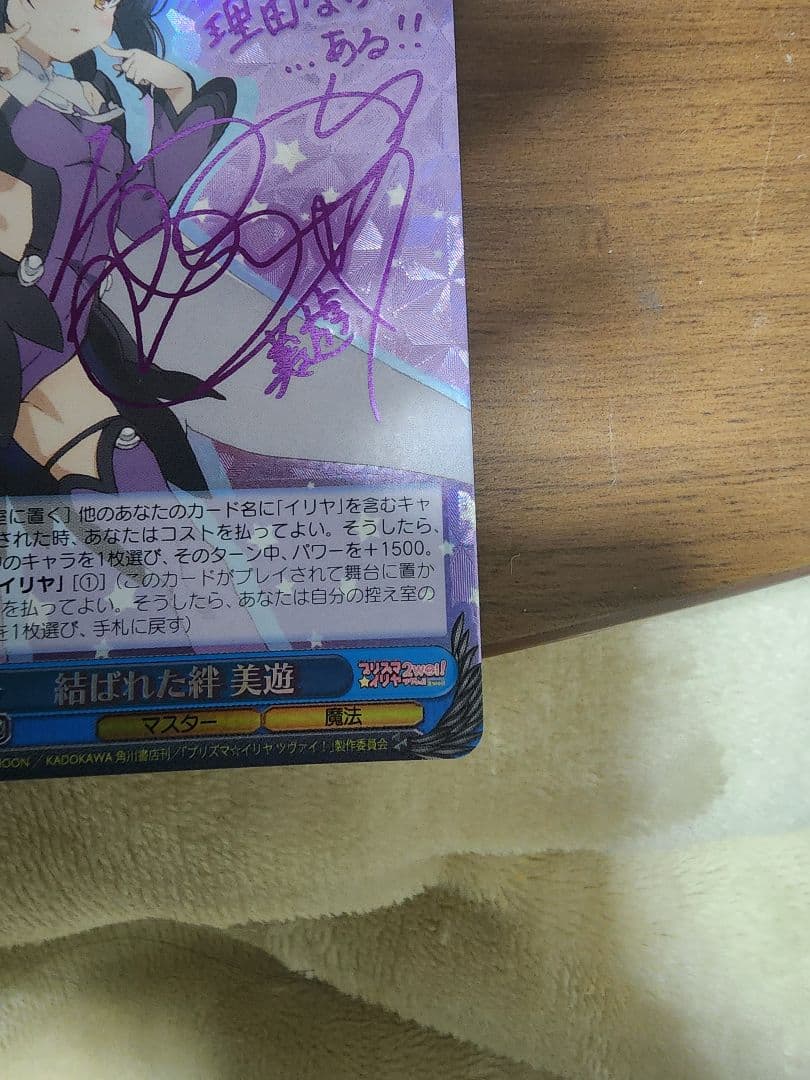 理由な
…ある!!
美遊
室に置く］他のあなたのカード名に「イリヤ」を含むキャ
された時、あなたはコストを払ってよい。そうしたら、
のキャラを1枚選び、そのターン中、パワーを＋1500。
イリヤ」［①］（このカードがプレイされて舞台に置か
を払ってよい。そうしたら、あなたは自分の控え室の
を1枚選び、手札に戻す）
結ばれた絆 美遊
プリズマ☆イリヤ 2wei!
マスター 魔法
MOON ／ KADOKAWA 角川書店刊／「プリズマ☆イリヤ ツヴァイ！」製作委員会